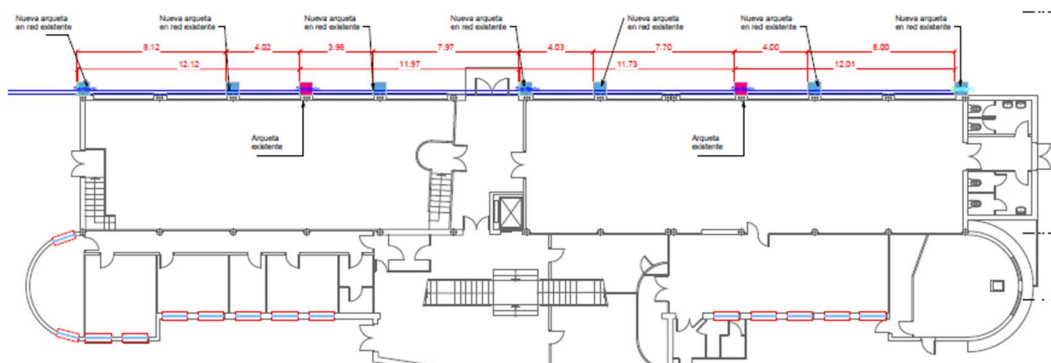 Nueva arqueta
en red existente
Nueva arqueta
en red existente
Nueva arqueta
en red existente
Nueva arqueta
en red existente
Nueva arqueta
en red existente
Nueva arqueta
en red existente
Nueva arqueta
en red existente
8.12
4.02
3.98
7.97
4.03
7.70
4.00
8.00
12.12
11.97
11.73
12.01
Arqueta
existente
Arqueta
existente